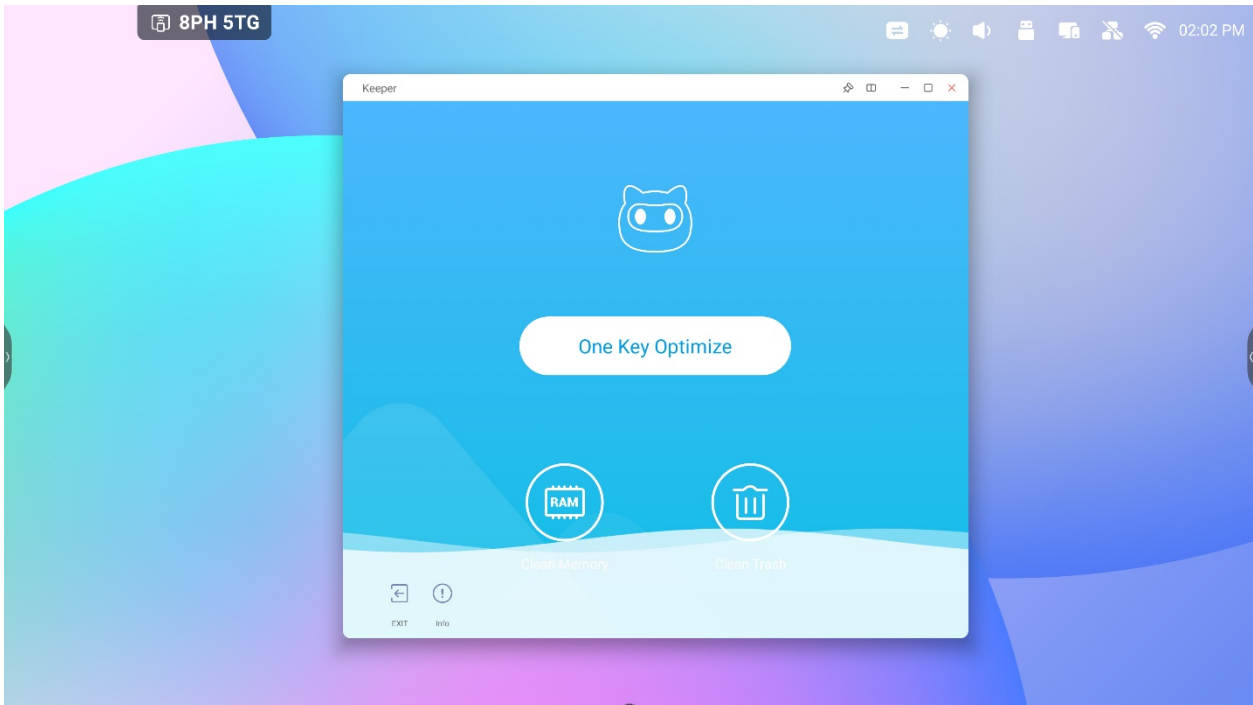 8PH 5TG
02:02 PM
Keeper
One Key Optimize
RAM
Clean Memory
Clean Trash
EXIT
Info